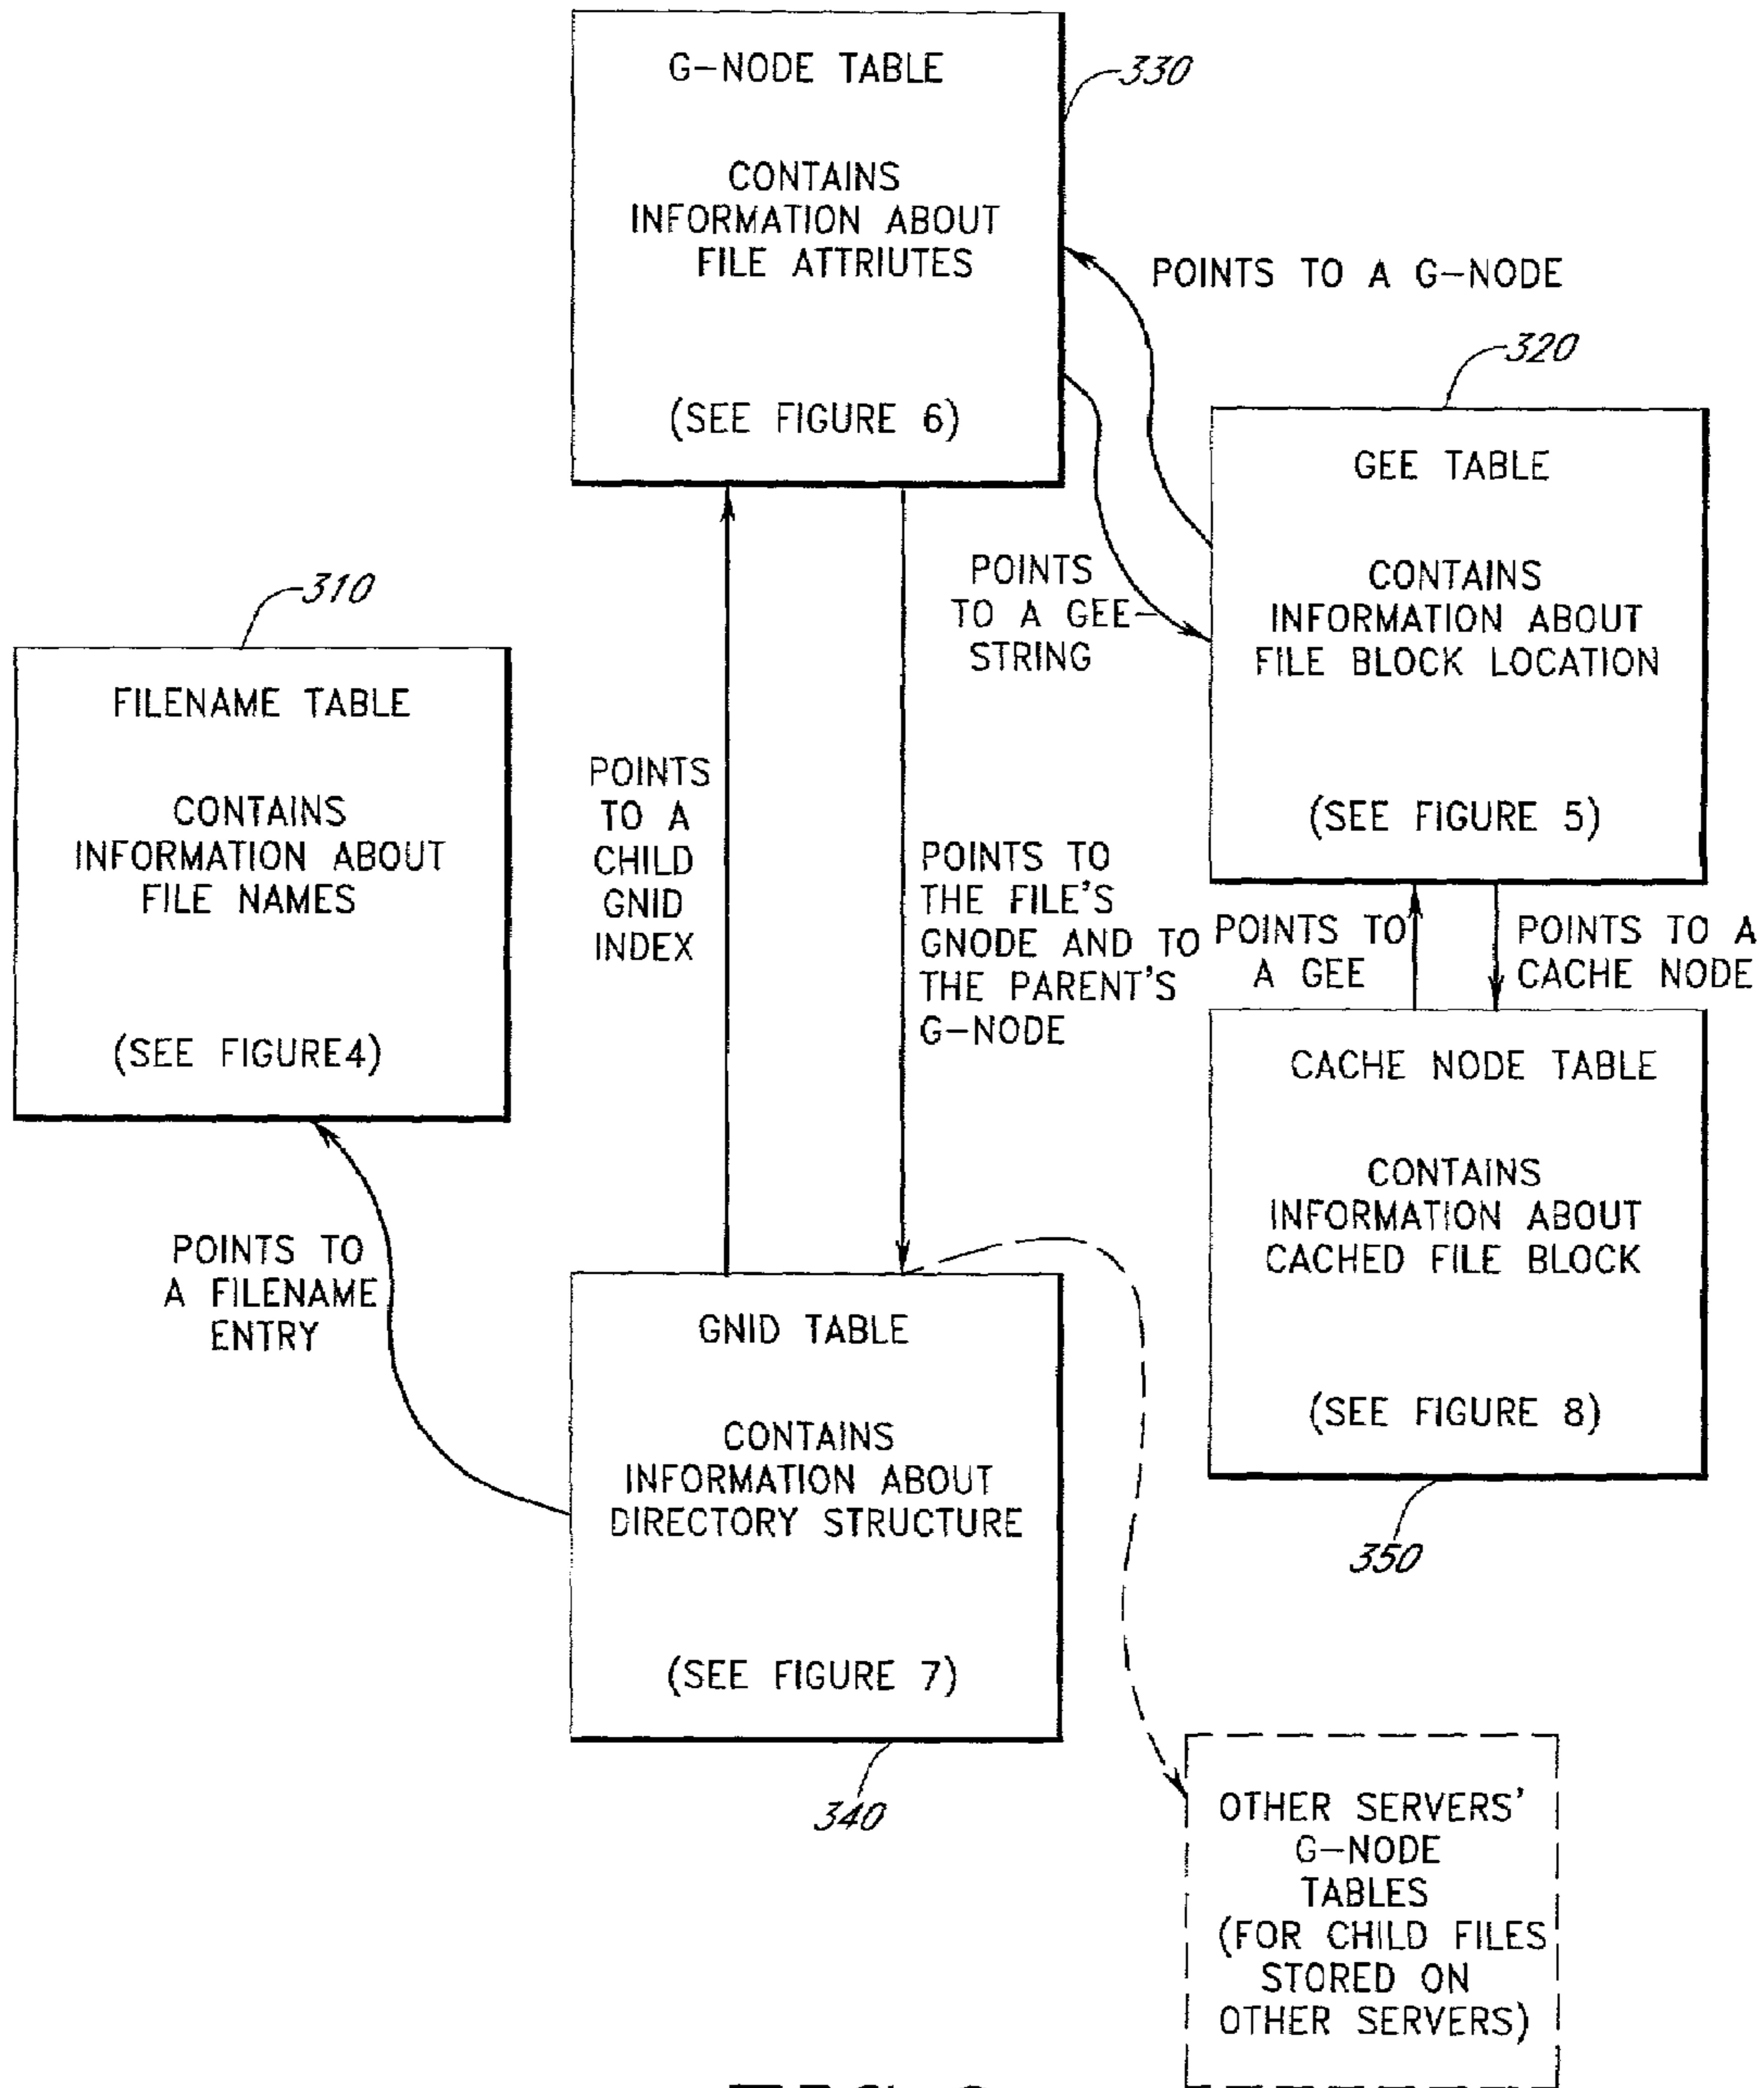 G-NODE TABLE
CONTAINS
INFORMATION ABOUT
FILE ATTRIUTES
(SEE FIGURE 6)
330
POINTS TO A G-NODE
320
GEE TABLE
CONTAINS
INFORMATION ABOUT
FILE BLOCK LOCATION
(SEE FIGURE 5)
POINTS
TO A GEE-
STRING
310
FILENAME TABLE
CONTAINS
INFORMATION ABOUT
FILE NAMES
(SEE FIGURE4)
POINTS
TO A
CHILD
GNID
INDEX
POINTS TO
THE FILE'S
GNODE AND TO
THE PARENT'S
G-NODE
POINTS TO
A GEE
POINTS TO A
CACHE NODE
CACHE NODE TABLE
CONTAINS
INFORMATION ABOUT
CACHED FILE BLOCK
(SEE FIGURE 8)
350
POINTS TO
A FILENAME
ENTRY
GNID TABLE
CONTAINS
INFORMATION ABOUT
DIRECTORY STRUCTURE
(SEE FIGURE 7)
340
OTHER SERVERS'
G-NODE
TABLES
(FOR CHILD FILES
STORED ON
OTHER SERVERS)